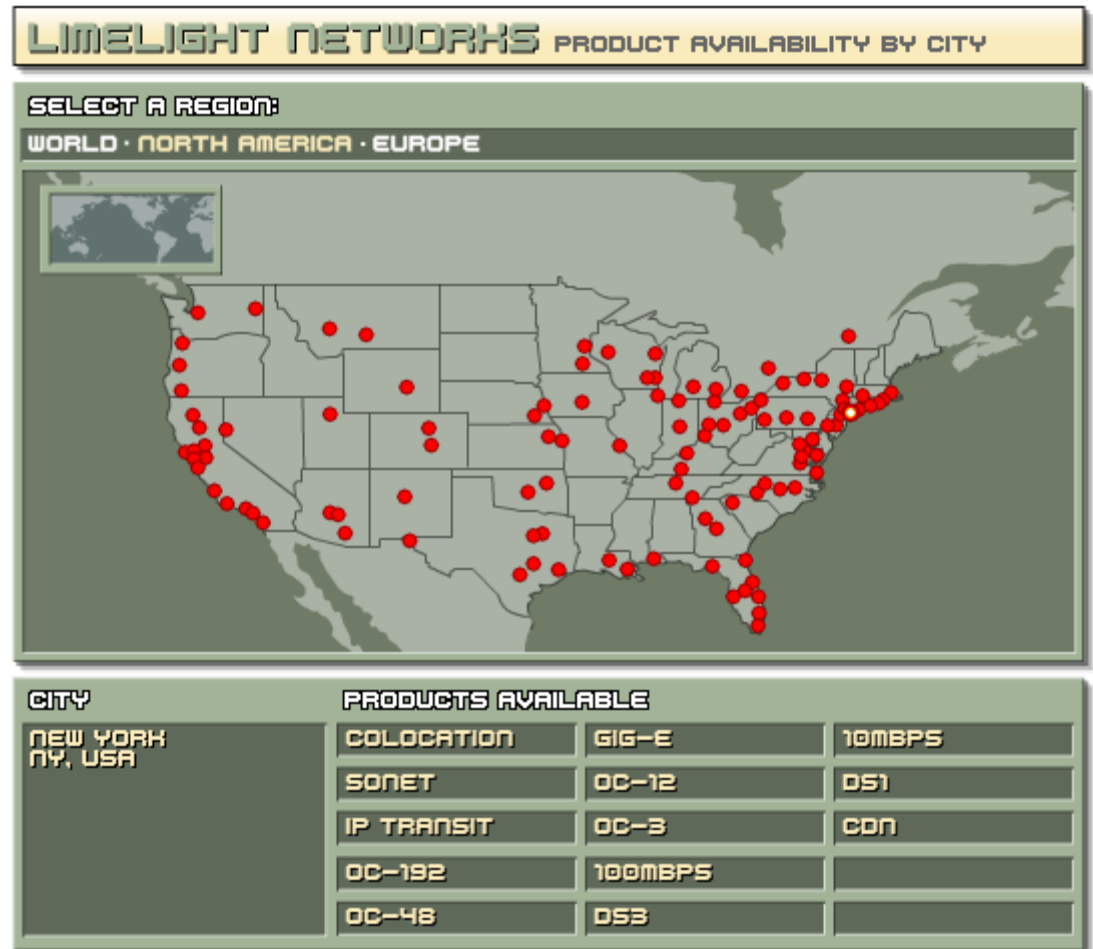 LIMELIGHT NETWORKS PRODUCT AVAILABILITY BY CITY
SELECT A REGION:
WORLD · NORTH AMERICA · EUROPE
CITY
PRODUCTS AVAILABLE
NEW YORK
NY, USA
COLOCATION
GIG-E
10MBPS
SONET
OC-12
DS1
IP TRANSIT
OC-3
CDN
OC-192
100MBPS
OC-48
DS3